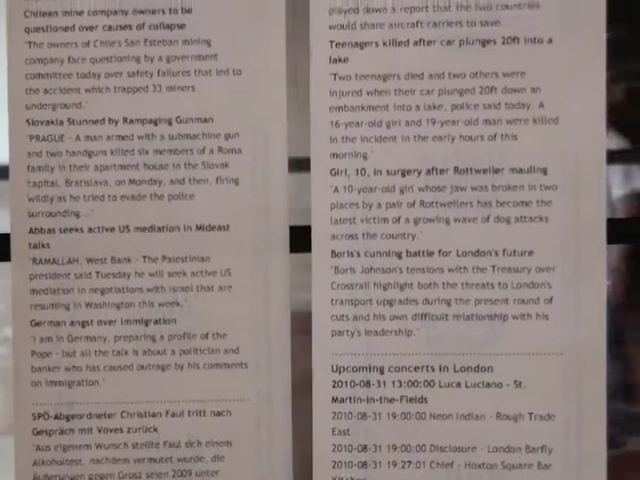 Chilean mine company owners to be
questioned over causes of collapse
"The owners of Chile's San Esteban mining
company face questioning by a government
committee today over safety failures that led to
the accident which trapped 33 miners
underground."
Slovakia Stunned by Rampaging Gunman
"PRAGUE - A man armed with a submachine gun
and two handguns killed six members of a Roma
family in their apartment house in the Slovak
capital, Bratislava, on Monday, and then, firing
wildly as he tried to evade the police
surrounding..."
Abbas seeks active US mediation in Mideast
talks
"RAMALLAH, West Bank - The Palestinian
president said Tuesday he will seek active US
mediation in negotiations with Israel that are
resuming in Washington this week."
German angst over immigration
"I am in Germany, preparing a profile of the
Pope - but all the talk is about a politician and
banker who has caused outrage by his comments
on immigration."
SPÖ-Abgeordneter Christian Faul tritt nach
Gespräch mit Voves zurück
"Aus eigenem Wunsch stellte Faul sich einem
Alkoholtest, nachdem vermutet wurde, die
Äußerungen gegen Grosz seien 2009 unter
played down a report that the two countries
would share aircraft carriers to save
Teenagers killed after car plunges 20ft into a
lake
"Two teenagers died and two others were
injured when their car plunged 20ft down an
embankment into a lake, police said today. A
16-year-old girl and 19-year-old man were killed
in the incident in the early hours of this
morning."
Girl, 10, in surgery after Rottweiler mauling
"A 10-year-old girl whose jaw was broken in two
places by a pair of Rottweilers has become the
latest victim of a growing wave of dog attacks
across the country."
Boris's cunning battle for London's future
"Boris Johnson's tensions with the Treasury over
Crossrail highlight both the threats to London's
transport upgrades during the present round of
cuts and his own difficult relationship with his
party's leadership."
Upcoming concerts in London
2010-08-31 13:00:00 Luca Luciano - St.
Martin-in-the-Fields
2010-08-31 19:00:00 Neon Indian - Rough Trade
East
2010-08-31 19:00:00 Disclosure - London Barfly
2010-08-31 19:27:01 Chief - Hoxton Square Bar